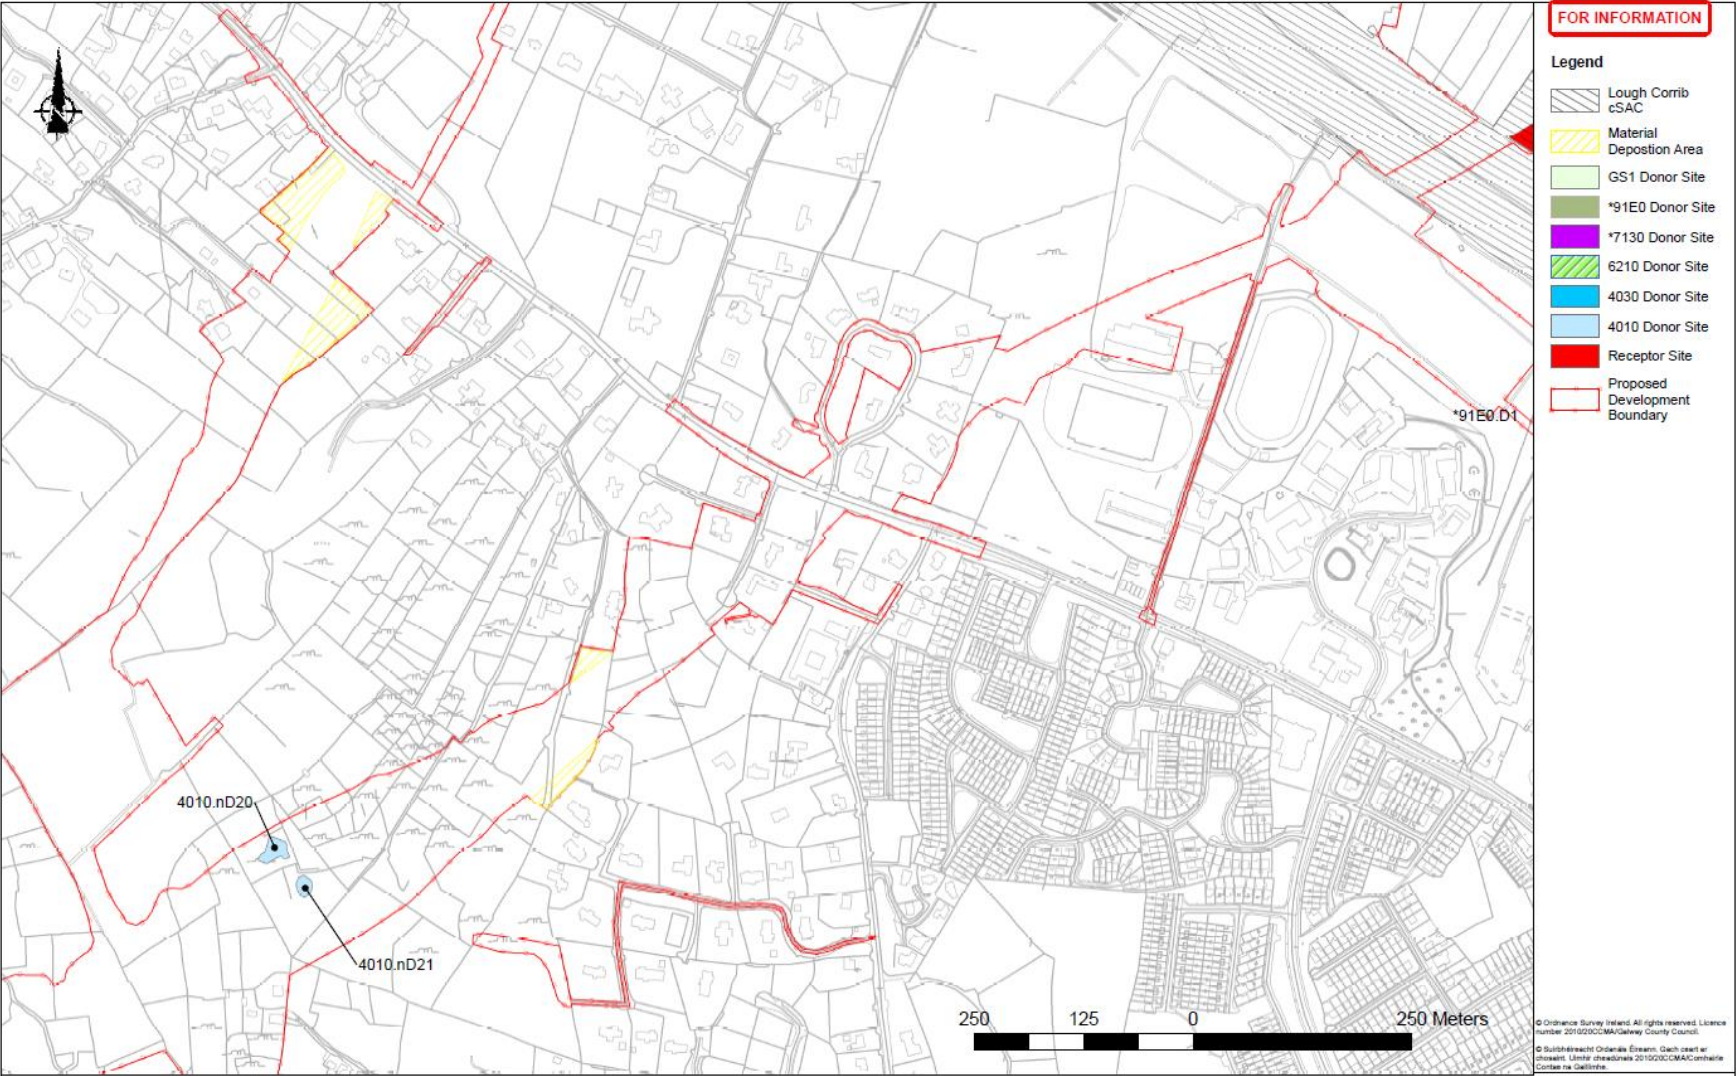 FOR INFORMATION
Legend
Lough Corrib
cSAC
Material
Depostion Area
GS1 Donor Site
*91E0 Donor Site
*7130 Donor Site
6210 Donor Site
4030 Donor Site
4010 Donor Site
Receptor Site
Proposed
Development
Boundary
*91E0.D1
4010.nD20
4010.nD21
250 125 0 250 Meters
© Ordnance Survey Ireland. All rights reserved. Licence
number 2010/20CCMA/Galway County Council.
© Suirbhéireacht Ordanáis Éireann. Gach ceart ar
chosaint. Uimhir cheadúnais 2010/20CCMA/Comhairle
Contae na Gaillimhe.